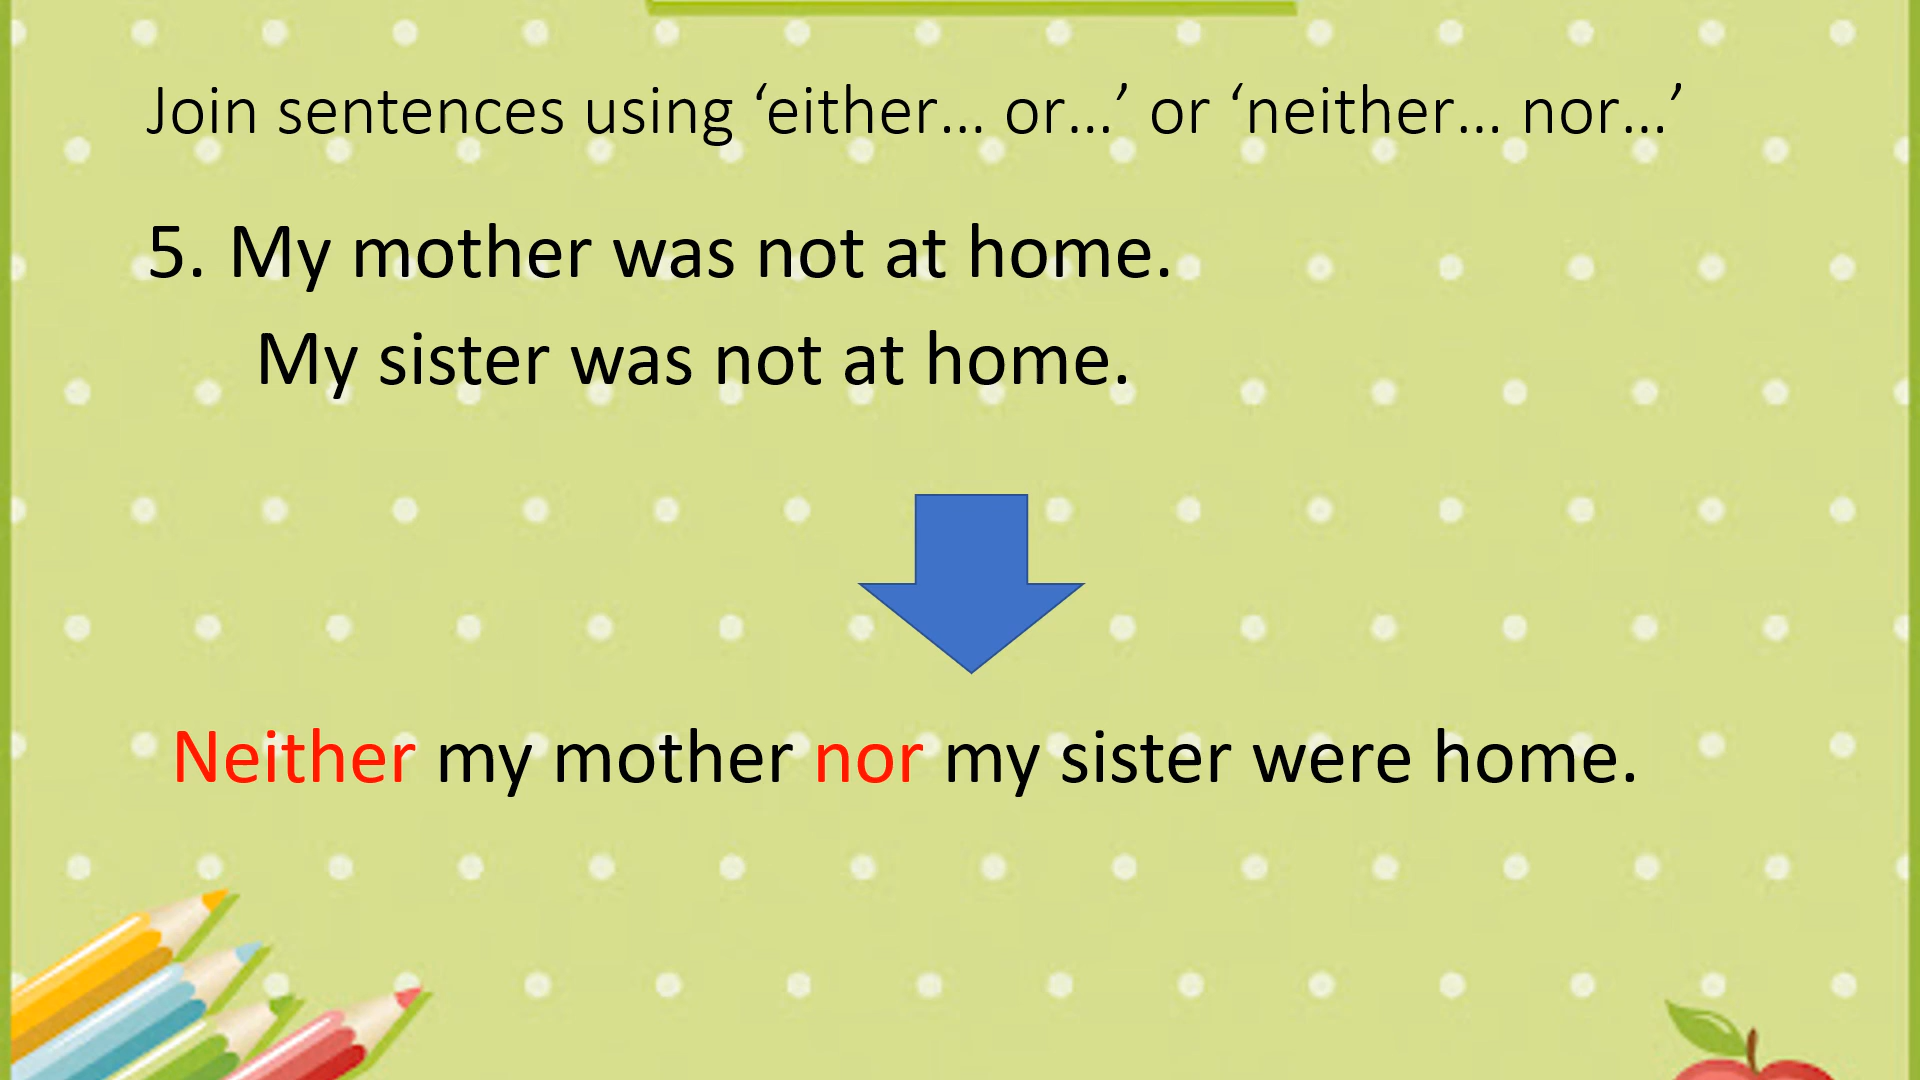 Join sentences using ‘either… or…’ or ‘neither… nor…’
5. My mother was not at home.
My sister was not at home.
Neither my mother nor my sister were home.